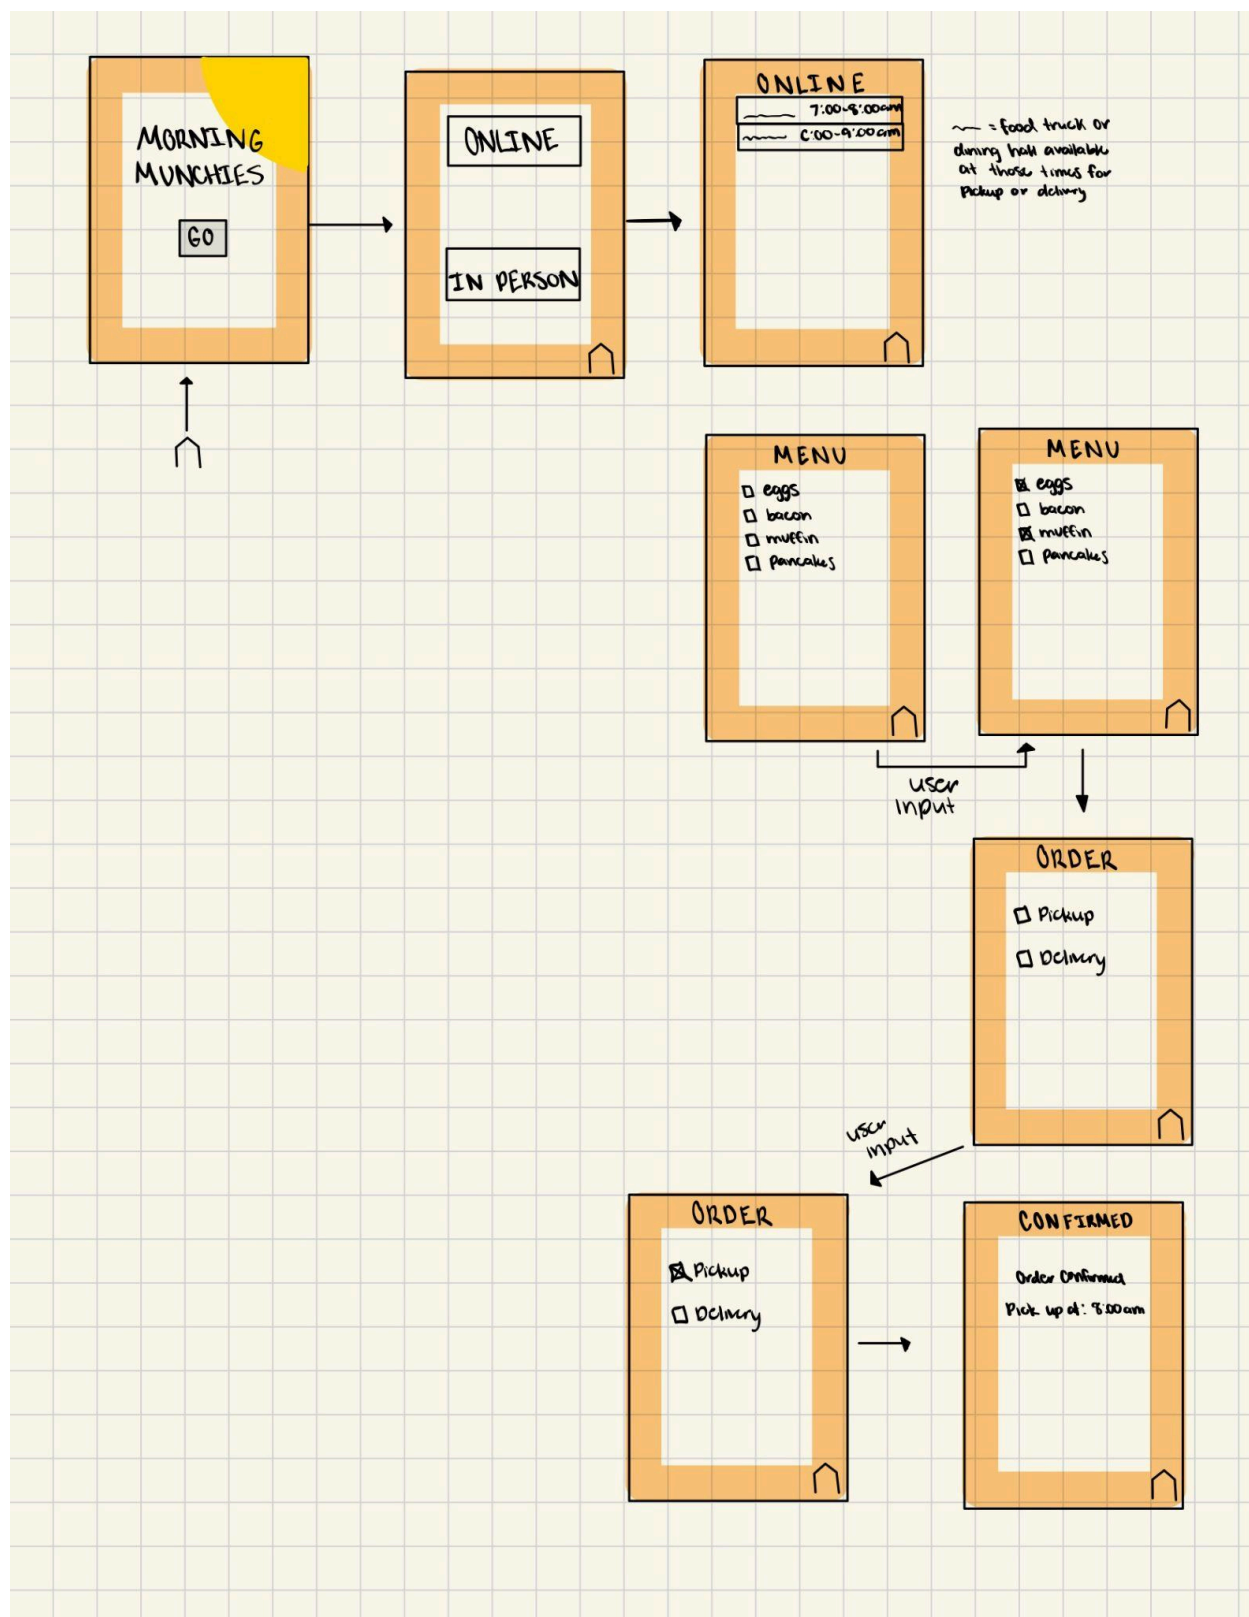 MORNING
MUNCHIES
GO
ONLINE
IN PERSON
ONLINE
7:00-8:00am
6:00-9:00am
= food truck or
dining hall available
at those times for
Pickup or delivery
MENU
eggs
bacon
muffin
pancakes
MENU
eggs
bacon
muffin
pancakes
user
input
ORDER
Pickup
Delivery
user
input
ORDER
Pickup
Delivery
CONFIRMED
Order Confirmed
Pick up at: 8:00am